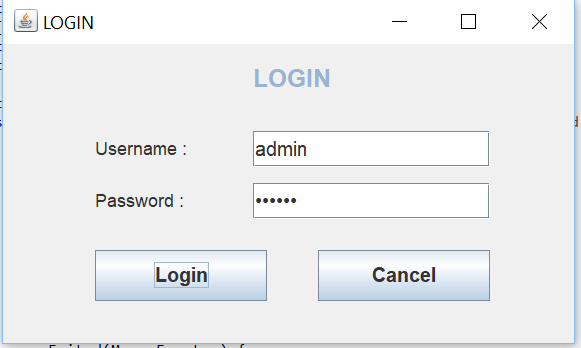 LOGIN
LOGIN
Username : admin
Password : ••••••
Login Cancel